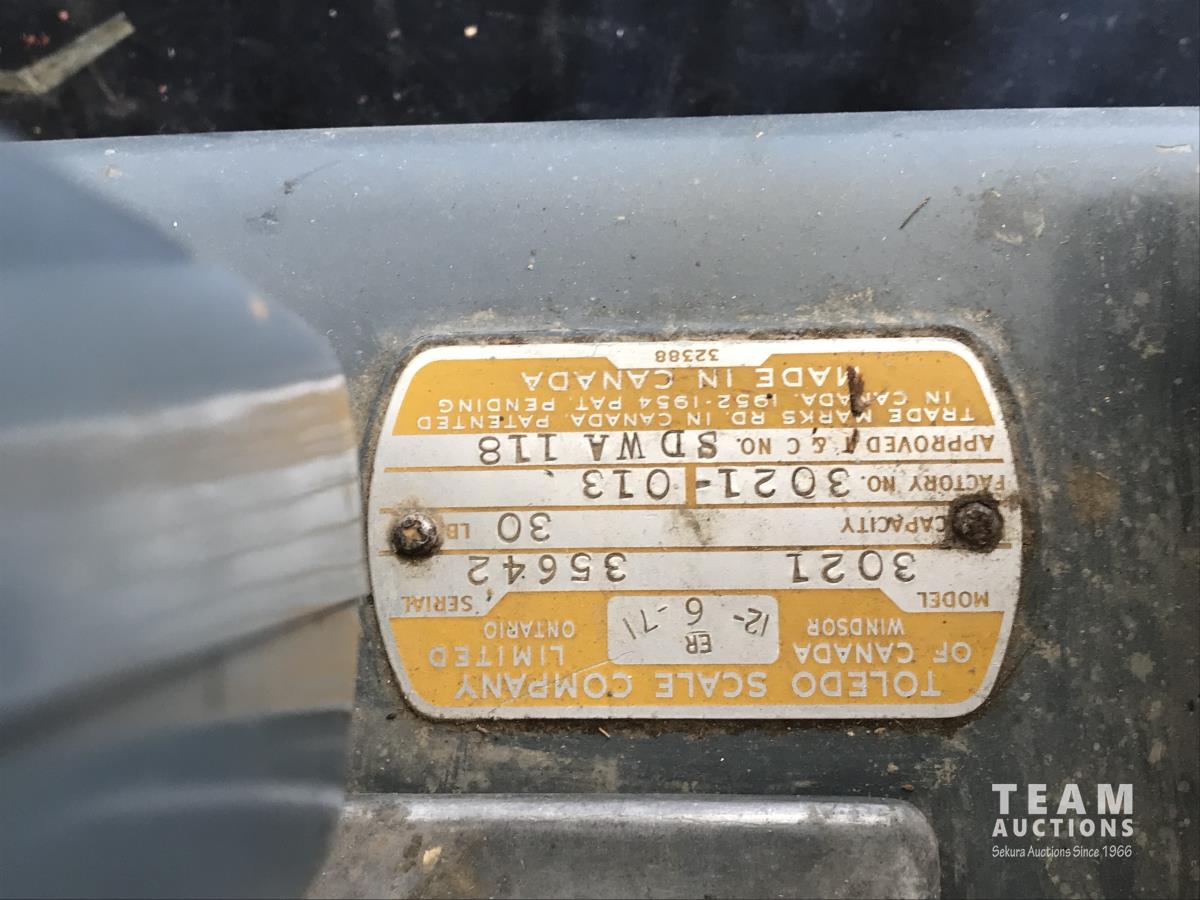 TOLEDO SCALE COMPANY
OF CANADA LIMITED
WINDSOR ONTARIO
ER
12- 6 -71
MODEL SERIAL
3021 35642
CAPACITY 30 LB
FACTORY NO. 3021-013
APPROVED T & C NO. SDWA 118
TRADE MARKS RD. IN CANADA. PATENTED
IN CANADA. 1952-1954 PAT. PENDING
MADE IN CANADA
32388
TEAM
AUCTIONS
Sekura Auctions Since 1966